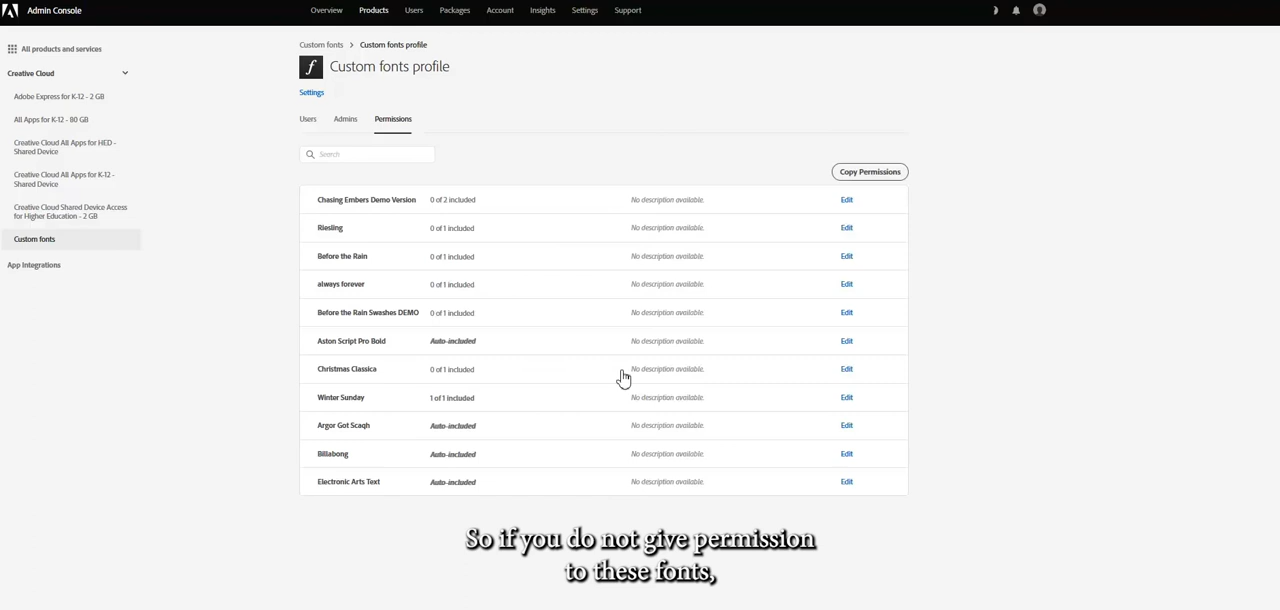 Admin Console
Overview Products Users Packages Account Insights Settings Support
All products and services
Creative Cloud
Adobe Express for K-12 - 2 GB
All Apps for K-12 - 80 GB
Creative Cloud All Apps for HED -
Shared Device
Creative Cloud All Apps for K-12 -
Shared Device
Creative Cloud Shared Device Access
for Higher Education - 2 GB
Custom fonts
App Integrations
Custom fonts > Custom fonts profile
f Custom fonts profile
Settings
Users Admins Permissions
Search
Copy Permissions
Chasing Embers Demo Version 0 of 2 included No description available. Edit
Riesling 0 of 1 included No description available. Edit
Before the Rain 0 of 1 included No description available. Edit
always forever 0 of 1 included No description available. Edit
Before the Rain Swashes DEMO 0 of 1 included No description available. Edit
Aston Script Pro Bold Auto-included No description available. Edit
Christmas Classica 0 of 1 included No description available. Edit
Winter Sunday 1 of 1 included No description available. Edit
Argor Got Scaqh Auto-included No description available. Edit
Billabong Auto-included No description available. Edit
Electronic Arts Text Auto-included No description available. Edit
So if you do not give permission
to these fonts,